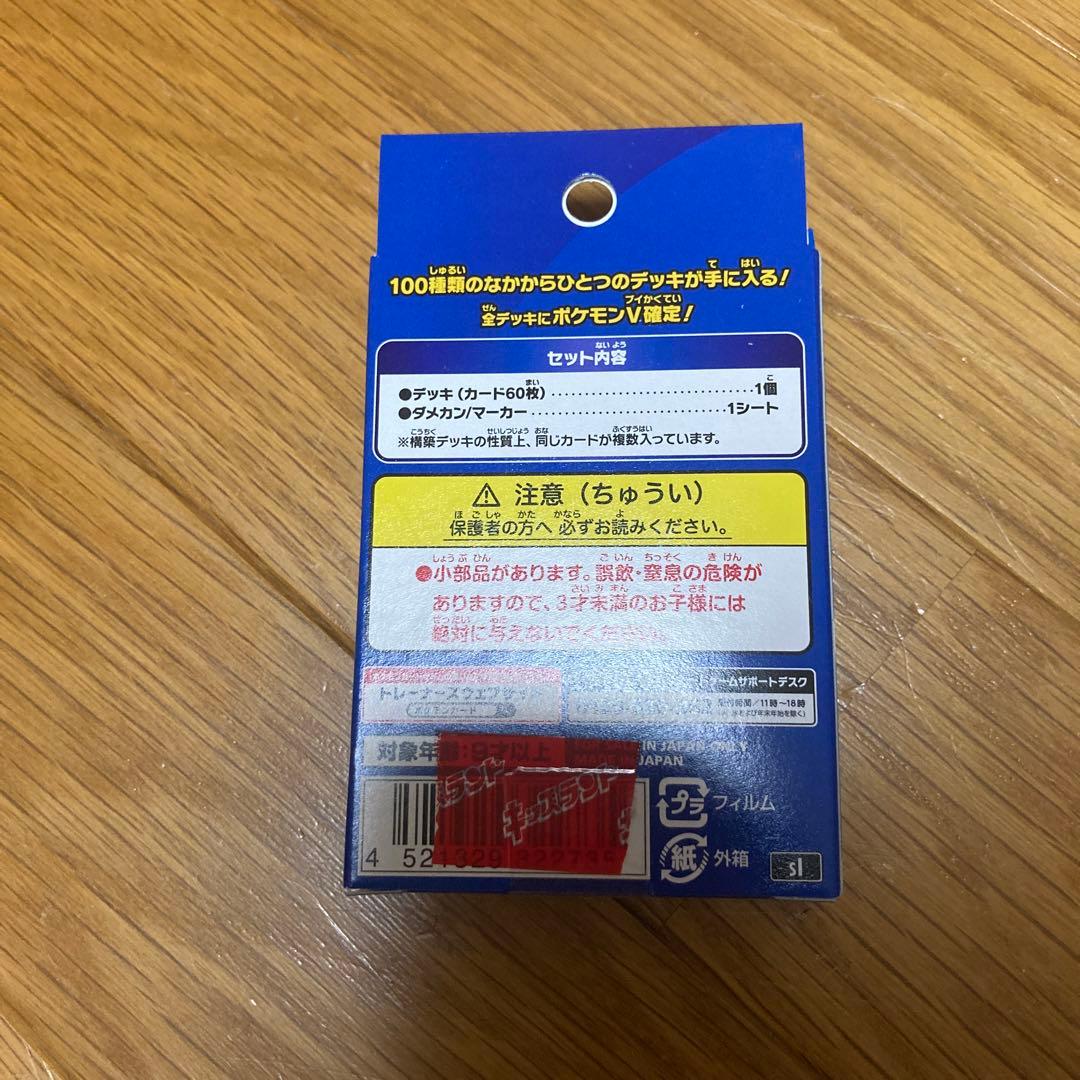 100種類のなかからひとつのデッキが手に入る!
全デッキにポケモンV確定!
セット内容
●デッキ(カード60枚)............................1個
●ダメカン/マーカー..............................1シート
※構築デッキの性質上、同じカードが複数入っています。
⚠ 注意(ちゅうい)
保護者の方へ 必ずお読みください。
●小部品があります。誤飲・窒息の危険が
ありますので、3才未満のお子様には
絶対に与えないでください。
トレーナーズウェブサイト
ポケモンカード
ゲームサポートデスク
受付時間/11時〜18時
対象年齢:9才以上
IN JAPAN ONLY
JAPAN
キッズランド
4 521329 322735
プラ フィルム
紙 外箱
sI